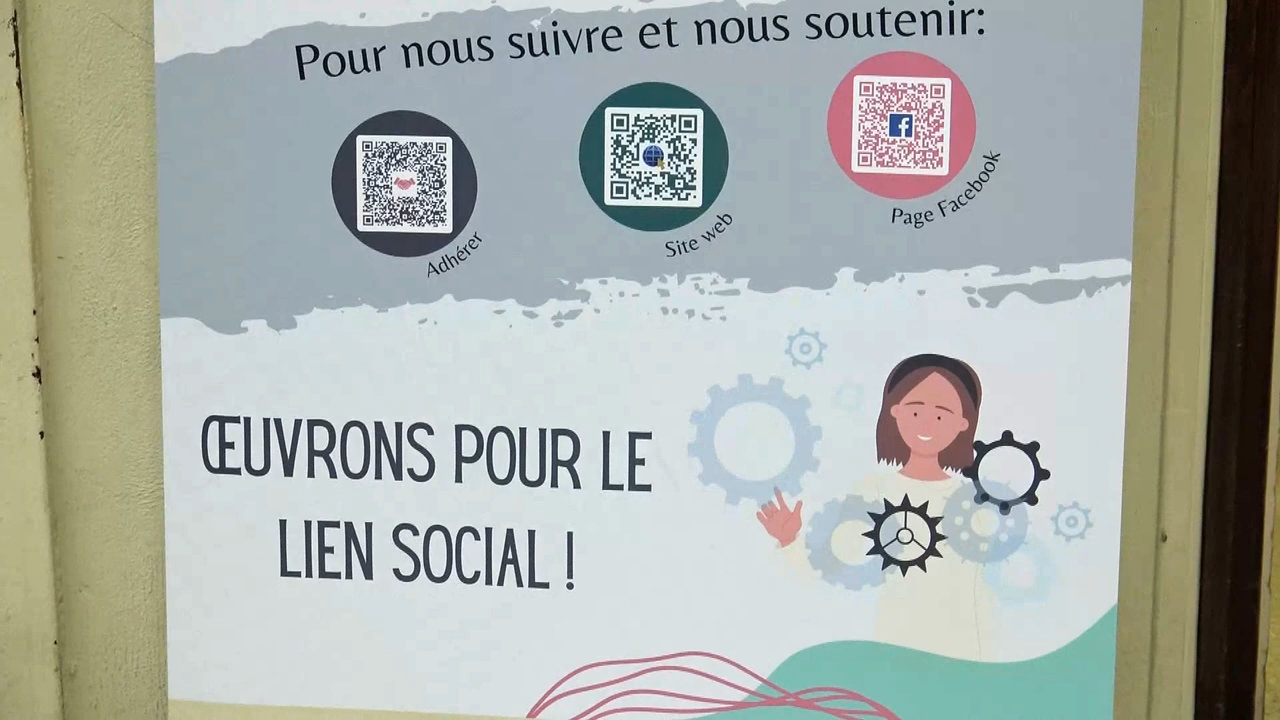 Pour nous suivre et nous soutenir:
Adhérer
Site web
Page Facebook
ŒUVRONS POUR LE
LIEN SOCIAL !